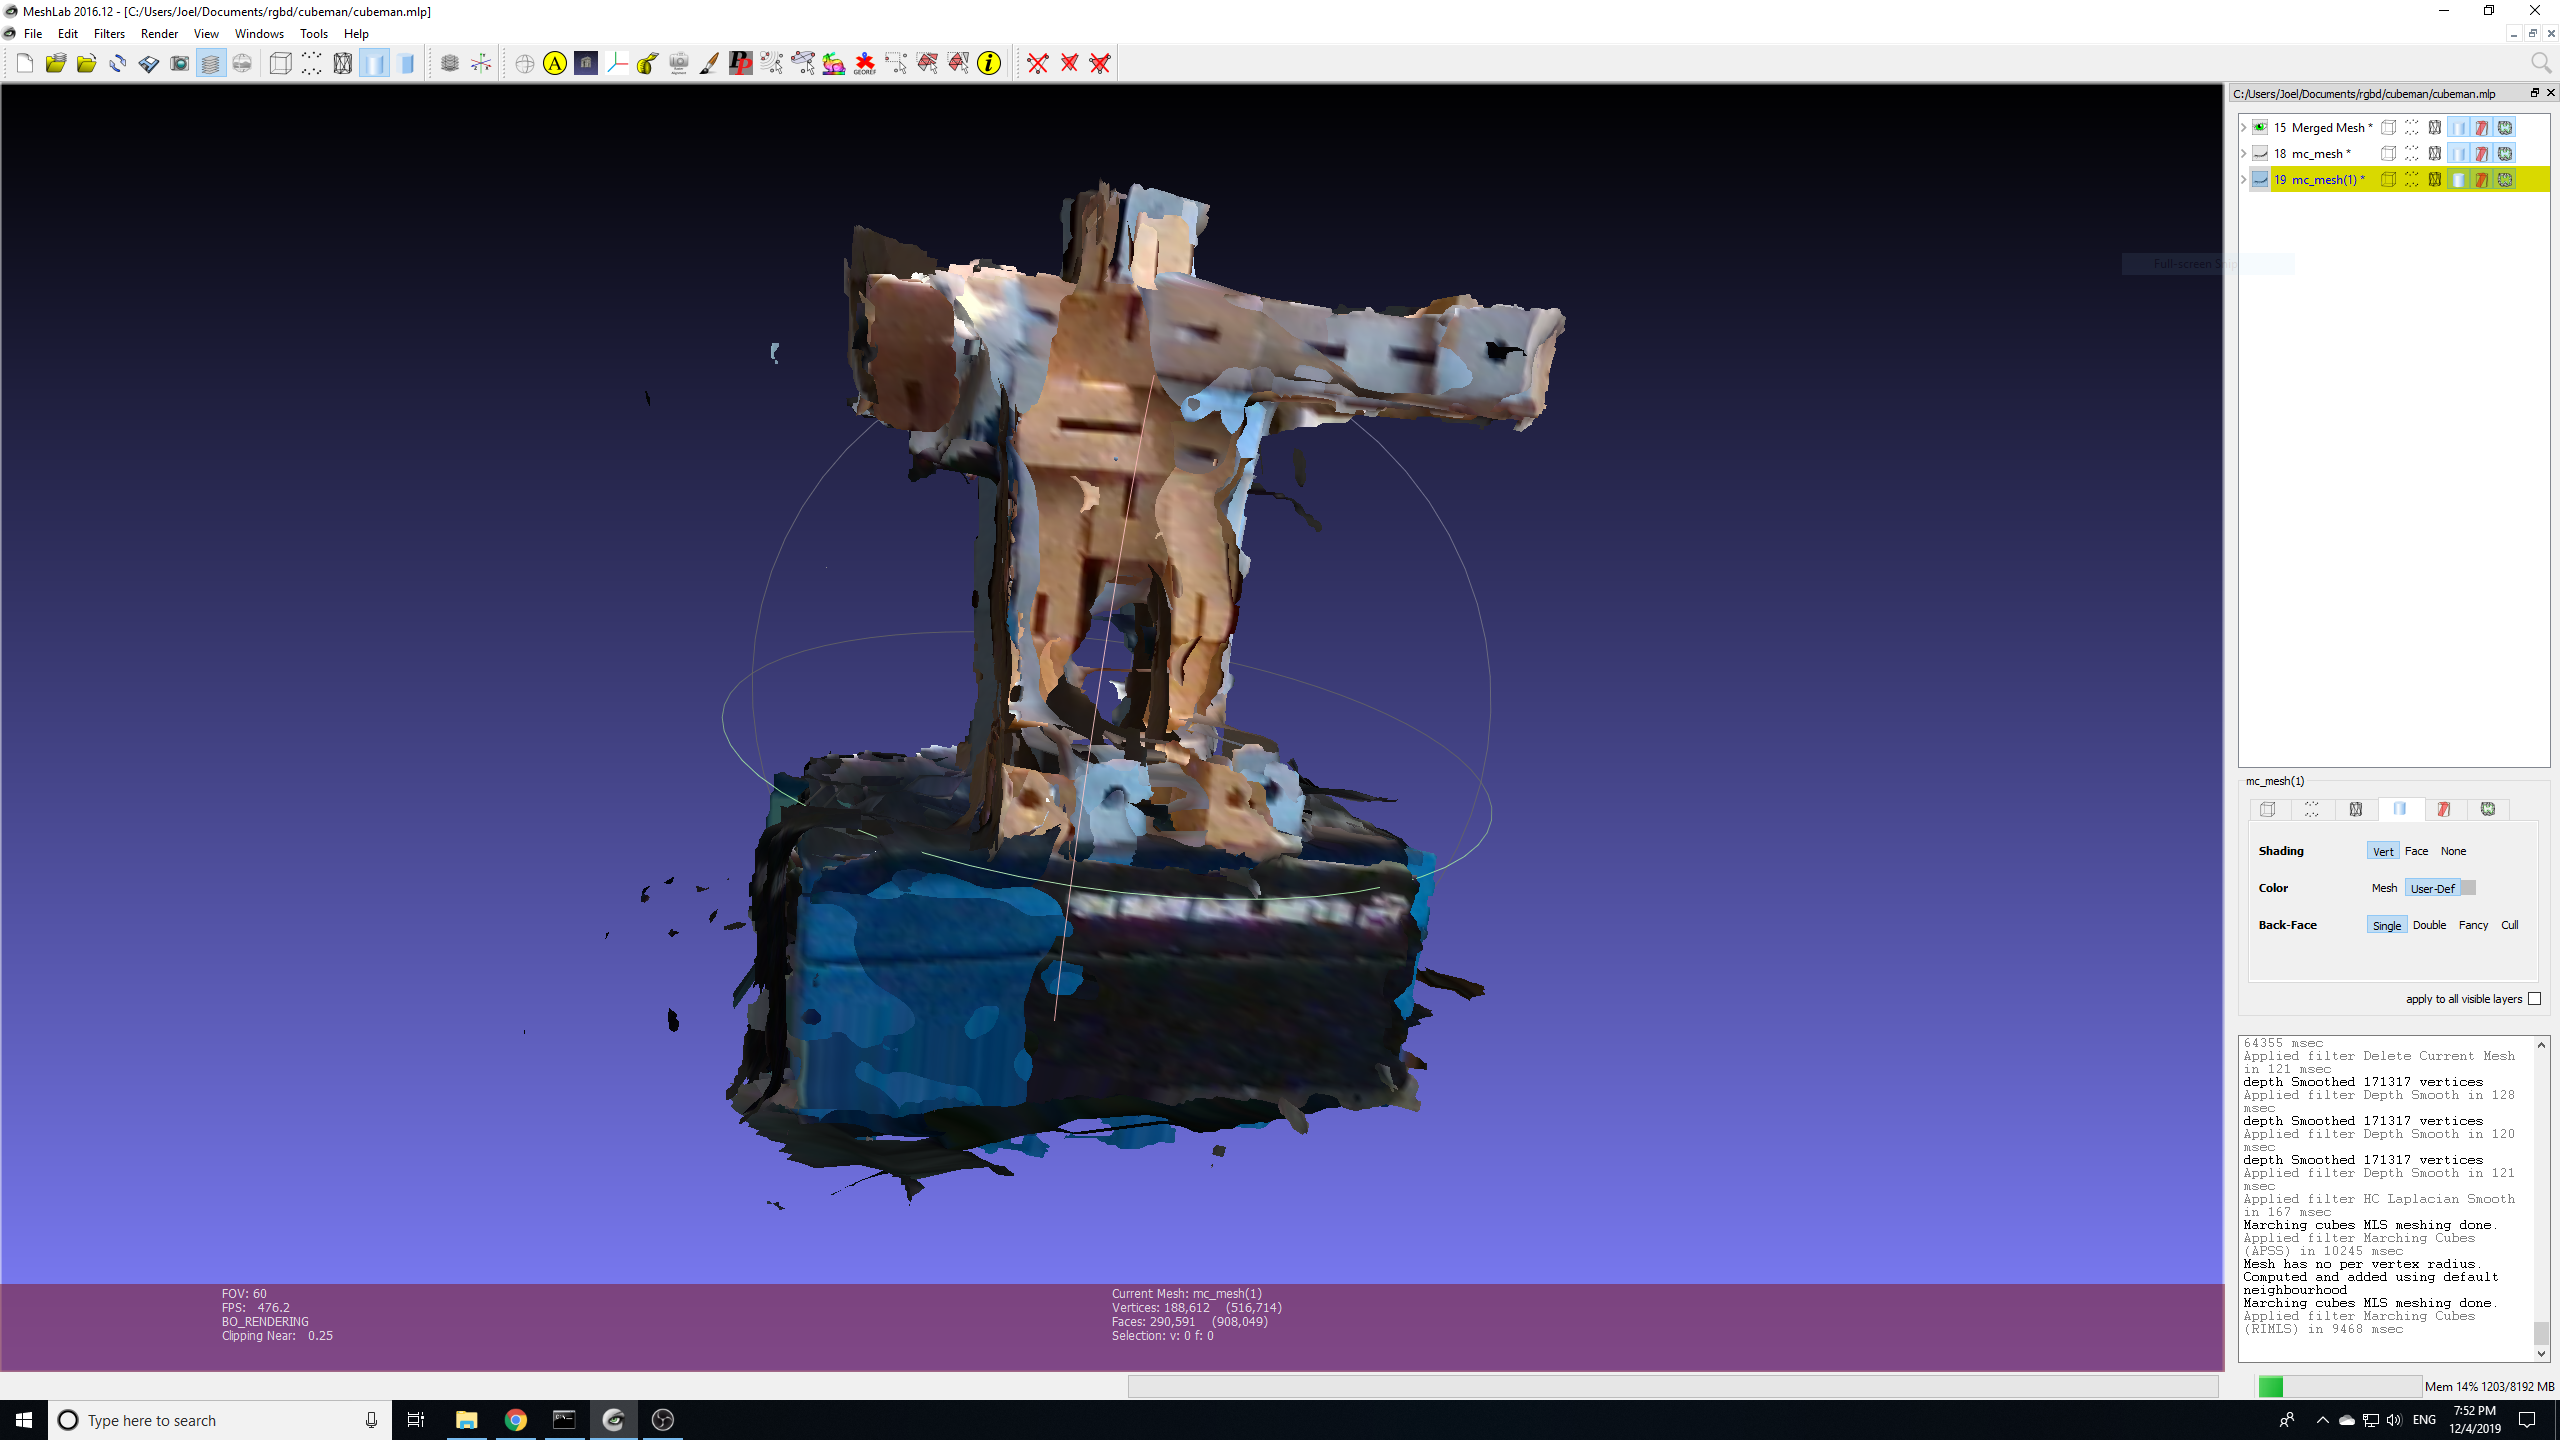 MeshLab 2016.12 - [C:/Users/Joel/Documents/rgbd/cubeman/cubeman.mlp]
File Edit Filters Render View Windows Tools Help
A
PP
GEOREF
i
C:/Users/Joel/Documents/rgbd/cubeman/cubeman.mlp
15 Merged Mesh *
18 mc_mesh *
19 mc_mesh(1) *
Full-screen Snip
mc_mesh(1)
Shading Vert Face None
Color Mesh User-Def
Back-Face Single Double Fancy Cull
apply to all visible layers
64355 msec
Applied filter Delete Current Mesh
in 121 msec
depth Smoothed 171317 vertices
Applied filter Depth Smooth in 128
msec
depth Smoothed 171317 vertices
Applied filter Depth Smooth in 120
msec
depth Smoothed 171317 vertices
Applied filter Depth Smooth in 121
msec
Applied filter HC Laplacian Smooth
in 167 msec
Marching cubes MLS meshing done.
Applied filter Marching Cubes
(APSS) in 10245 msec
Mesh has no per vertex radius.
Computed and added using default
neighbourhood
Marching cubes MLS meshing done.
Applied filter Marching Cubes
(RIMLS) in 9468 msec
FOV: 60
FPS: 476.2
BO_RENDERING
Clipping Near: 0.25
Current Mesh: mc_mesh(1)
Vertices: 188,612 (516,714)
Faces: 290,591 (908,049)
Selection: v: 0 f: 0
Mem 14% 1203/8192 MB
Type here to search
ENG
7:52 PM
12/4/2019